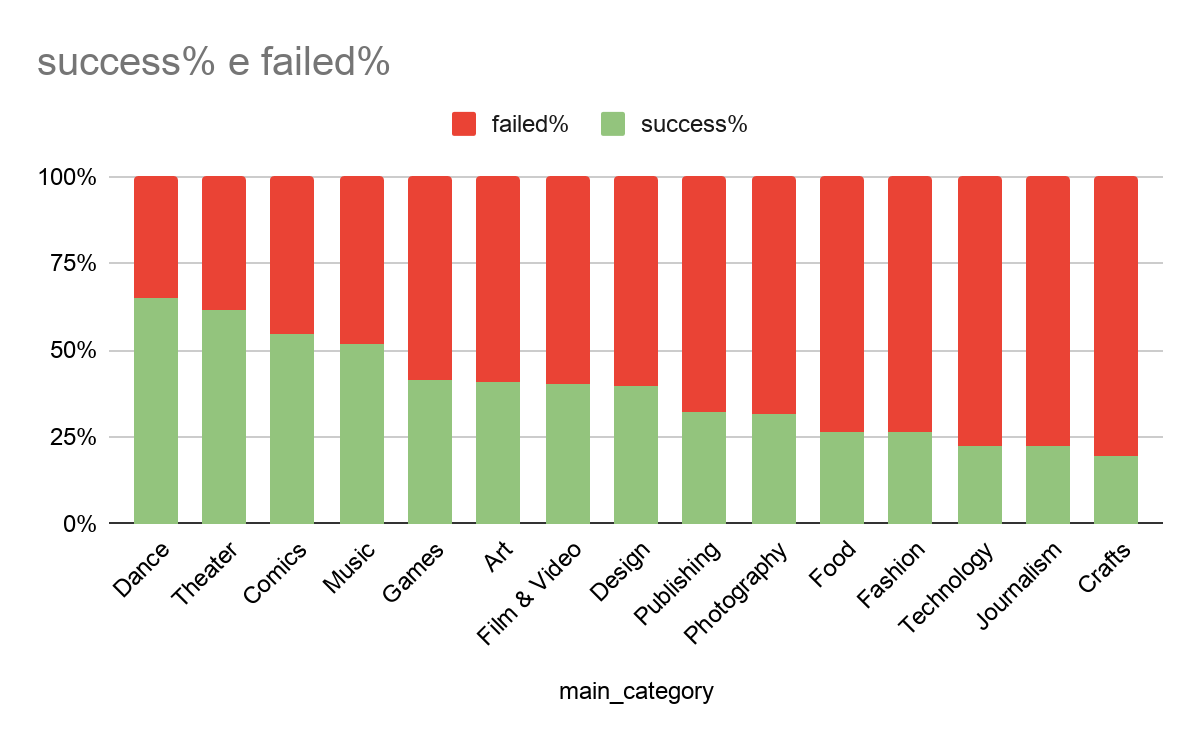 success% e failed%
failed% success%
100%
75%
50%
25%
0%
Dance
Theater
Comics
Music
Games
Art
Film & Video
Design
Publishing
Photography
Food
Fashion
Technology
Journalism
Crafts
main_category